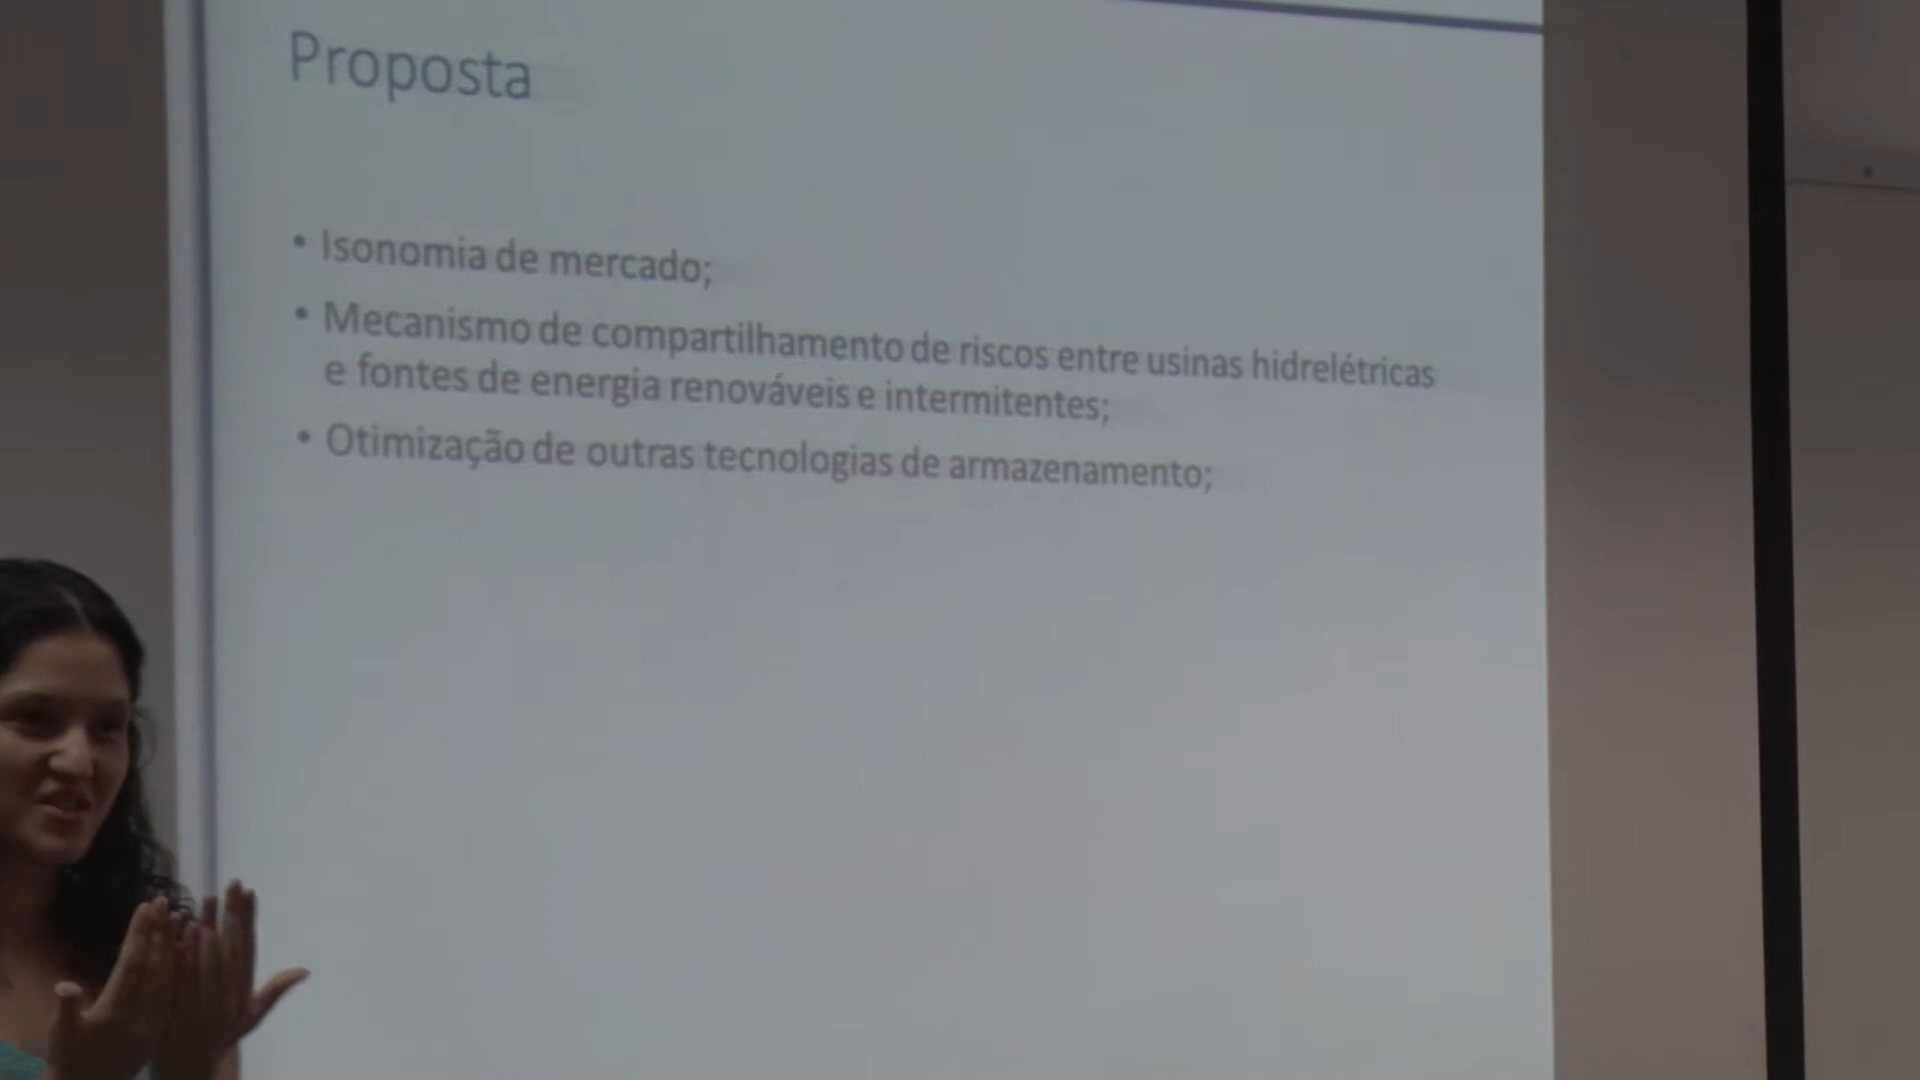 Proposta
• Isonomia de mercado;
• Mecanismo de compartilhamento de riscos entre usinas hidrelétricas
e fontes de energia renováveis e intermitentes;
• Otimização de outras tecnologias de armazenamento;